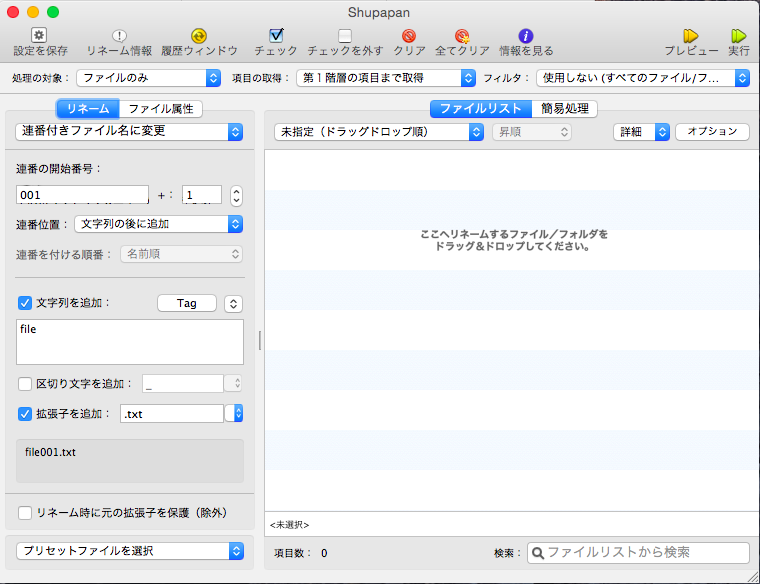 Shupapan
設定を保存 リネーム情報 履歴ウィンドウ チェック チェックを外す クリア 全てクリア 情報を見る プレビュー 実行
処理の対象： ファイルのみ 項目の取得： 第１階層の項目まで取得 フィルタ： 使用しない (すべてのファイル/フ...
リネーム ファイル属性
連番付きファイル名に変更
連番の開始番号：
001 +： 1
連番位置： 文字列の後に追加
連番を付ける順番： 名前順
文字列を追加： Tag
file
区切り文字を追加： _
拡張子を追加： .txt
file001.txt
リネーム時に元の拡張子を保護（除外）
プリセットファイルを選択
ファイルリスト 簡易処理
未指定（ドラッグドロップ順） 昇順 詳細 オプション
ここへリネームするファイル／フォルダを
ドラッグ&ドロップしてください。
<未選択>
項目数： 0 検索： ファイルリストから検索